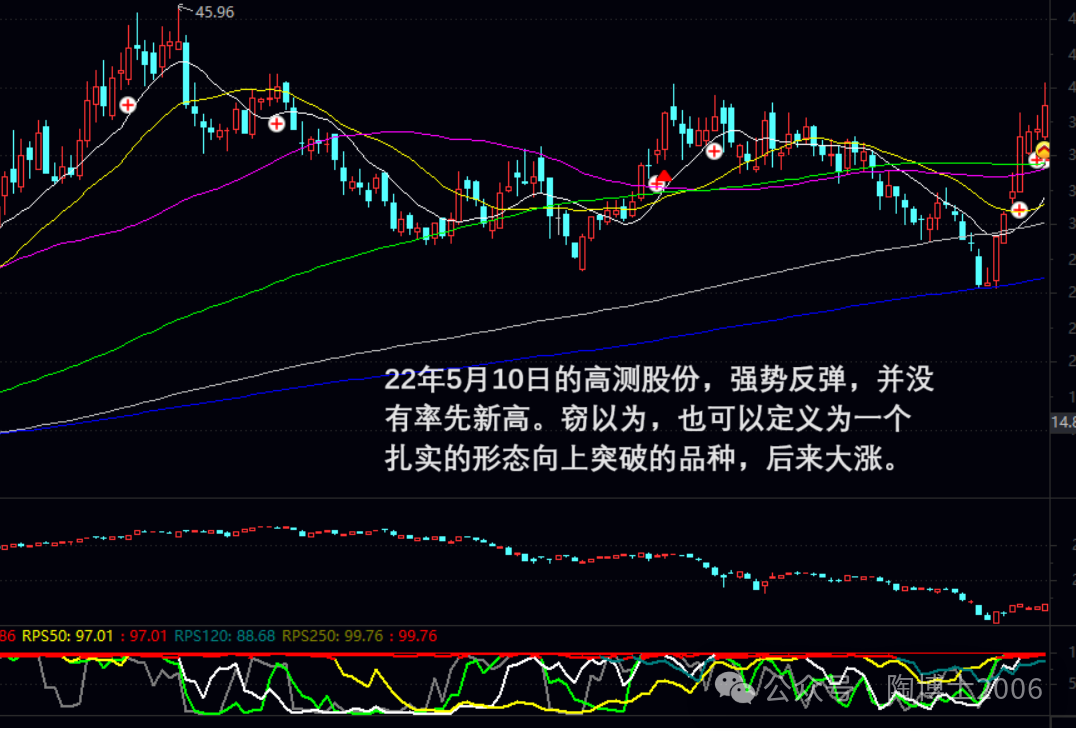 45.96
22年5月10日的高测股份，强势反弹，并没
有率先新高。窃以为，也可以定义为一个
扎实的形态向上突破的品种，后来大涨。
86 RPS50: 97.01 : 97.01 RPS120: 88.68 RPS250: 99.76 : 99.76
公众号 陶博士2006